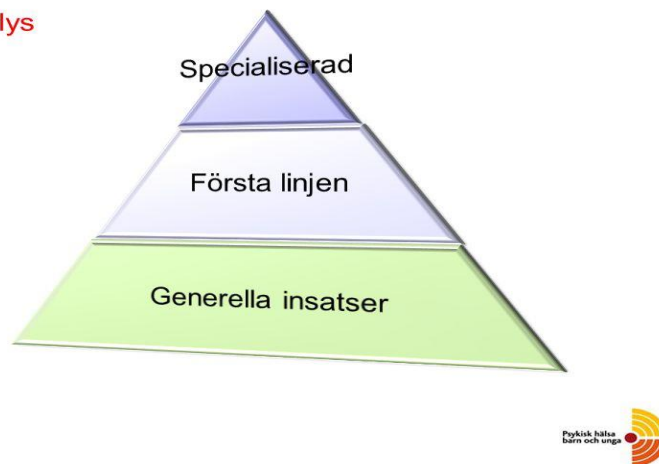 lys
Specialiserad
Första linjen
Generella insatser
Psykisk hälsa
barn och unga